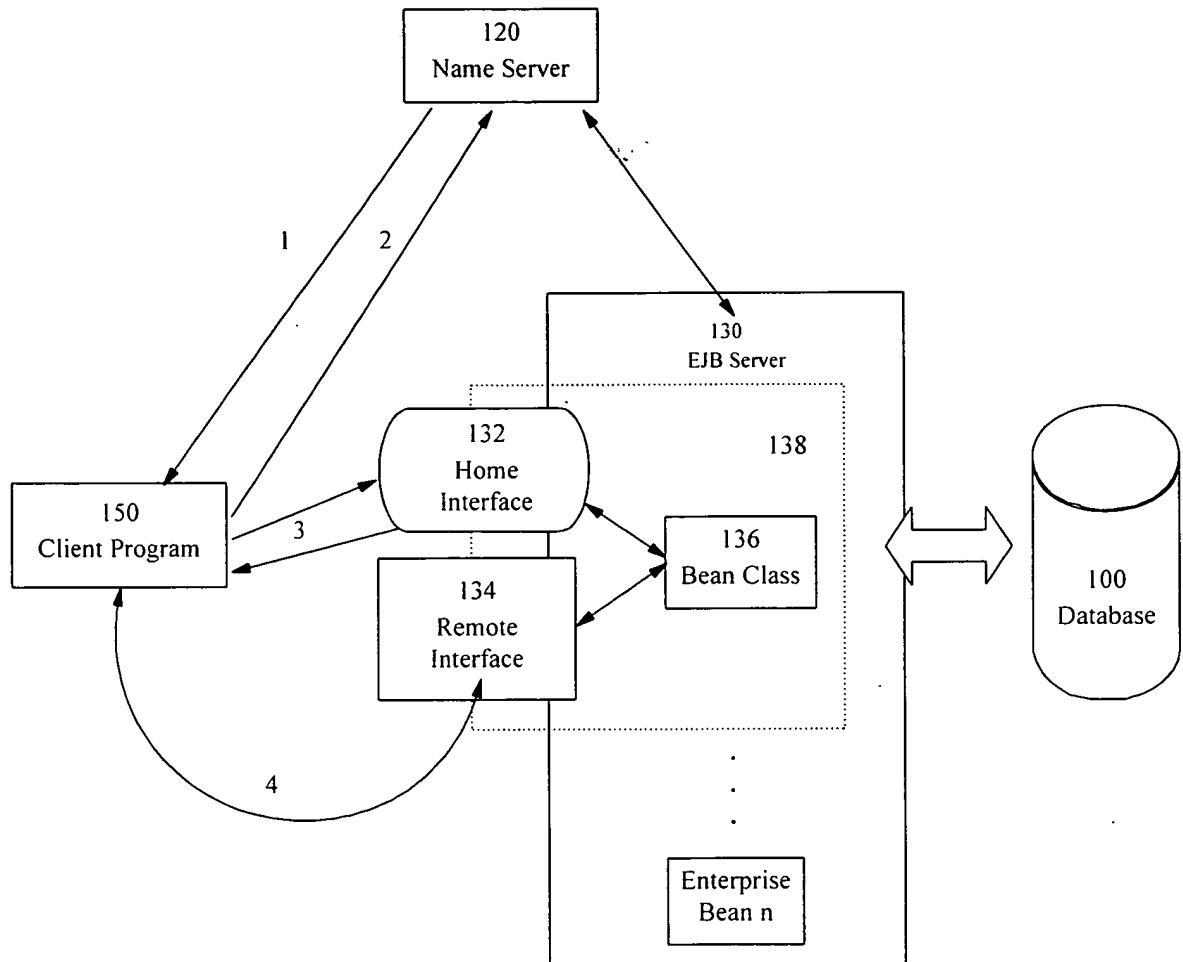 120
Name Server
1
2
130
EJB Server
132
Home
Interface
138
150
Client Program
3
136
Bean Class
134
Remote
Interface
100
Database
4
Enterprise
Bean n